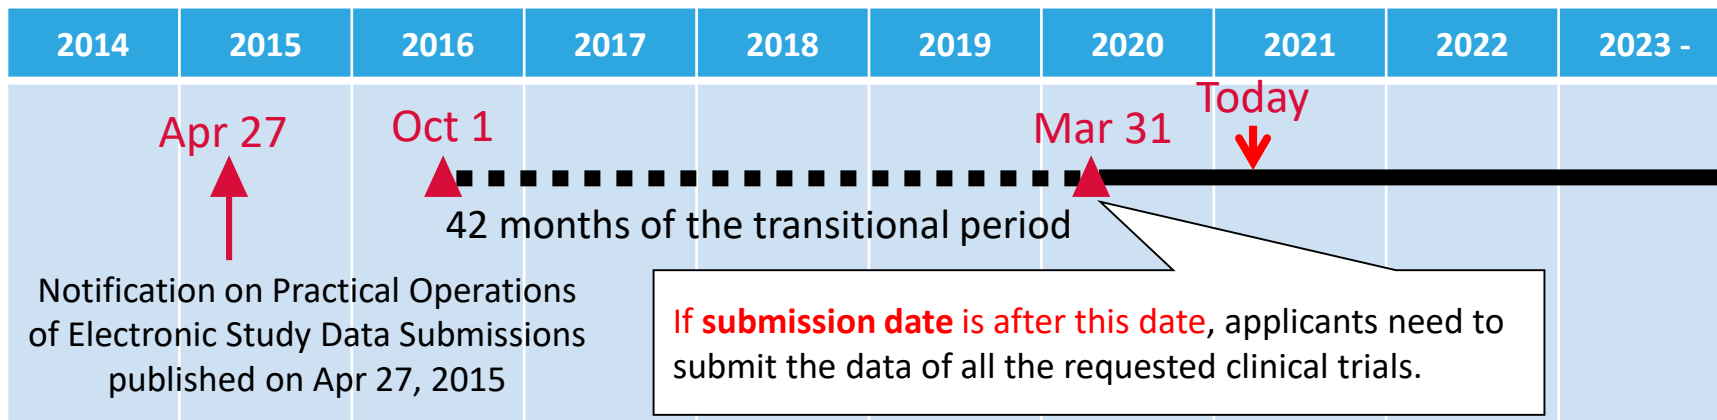 2014 2015 2016 2017 2018 2019 2020 2021 2022 2023 -
Apr 27
Oct 1
Mar 31
Today
42 months of the transitional period
Notification on Practical Operations
of Electronic Study Data Submissions
published on Apr 27, 2015
If submission date is after this date, applicants need to
submit the data of all the requested clinical trials.